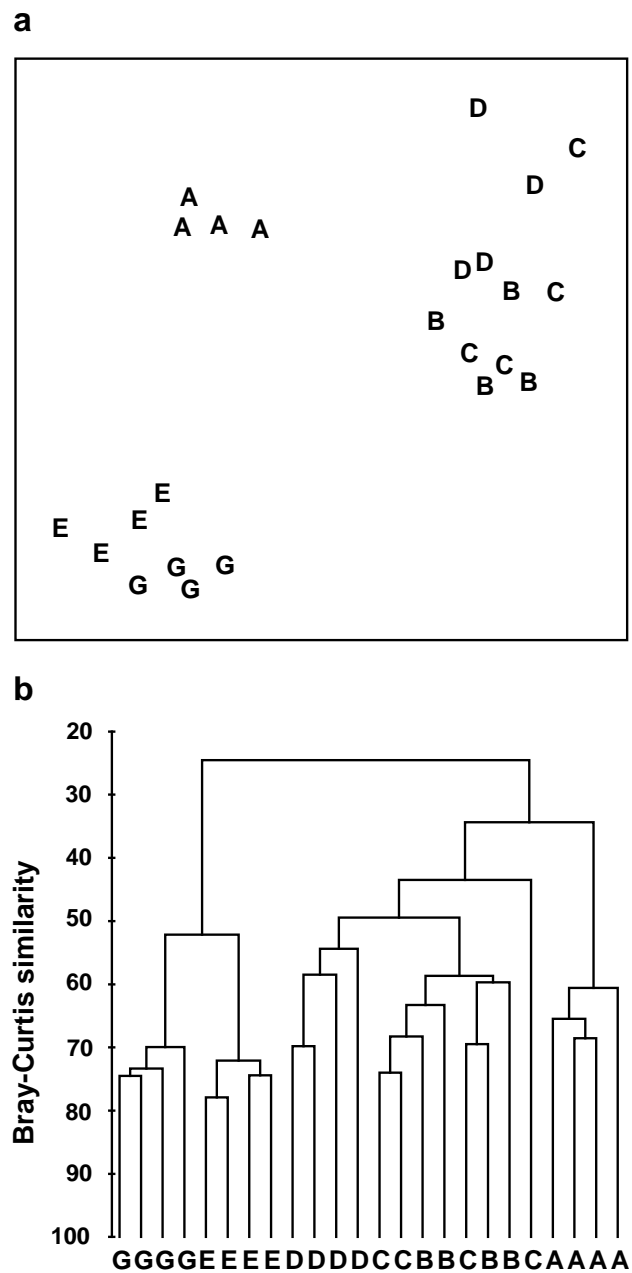 a
D
C
D
A
A A A
D D
B C
B
C
C
B B
E
E E
E
G G
G G
b
20
30
40
50
60
70
80
90
100
Bray-Curtis similarity
G G G G E E E E D D D D C C B B C B B C A A A A